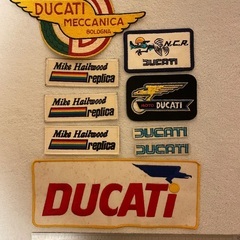 DUCATI
MECCANICA
BOLOGNA
N.C.R.
DUCATI
Mike Hailwood
replica
DUCATI
Mike Hailwood
replica
DUCATI
Mike Hailwood
replica
DUCATI
DUCATI